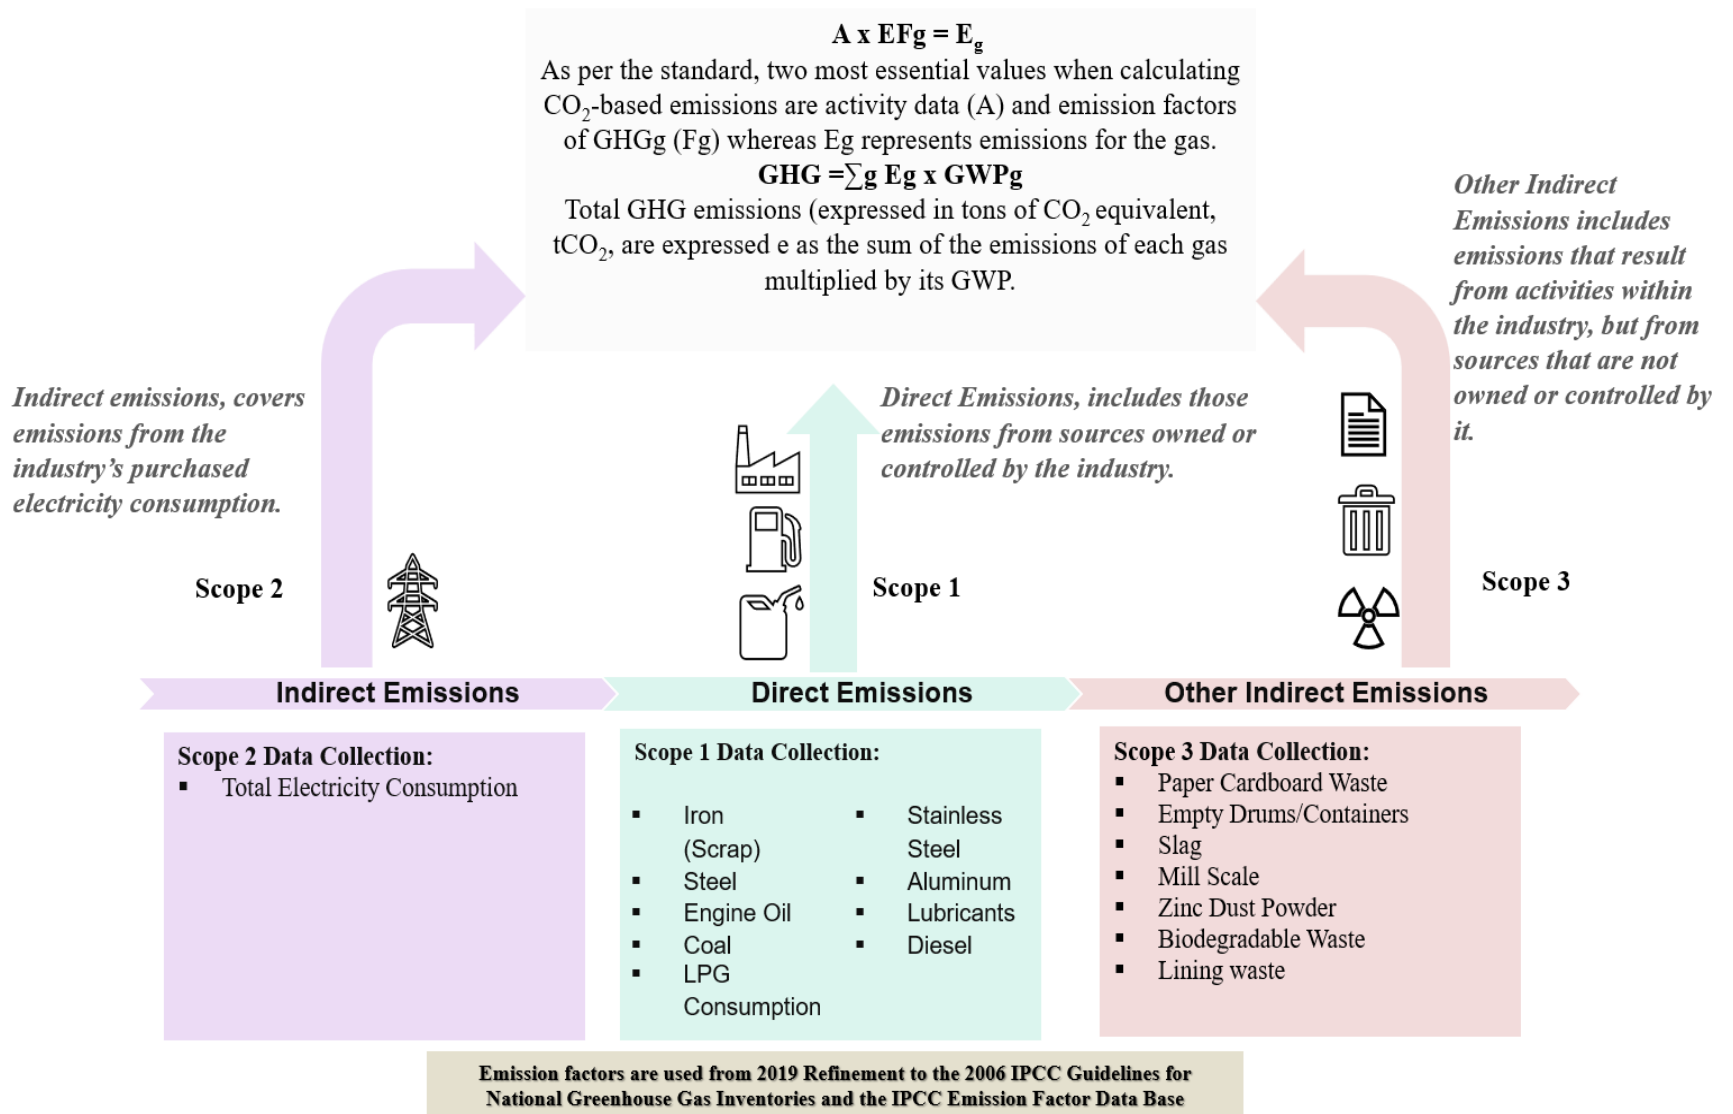 A x EFg = Eg
As per the standard, two most essential values when calculating
CO2-based emissions are activity data (A) and emission factors
of GHGg (Fg) whereas Eg represents emissions for the gas.
GHG =∑g Eg x GWPg
Total GHG emissions (expressed in tons of CO2 equivalent,
tCO2, are expressed e as the sum of the emissions of each gas
multiplied by its GWP.
Other Indirect
Emissions includes
emissions that result
from activities within
the industry, but from
sources that are not
owned or controlled by
it.
Indirect emissions, covers
emissions from the
industry's purchased
electricity consumption.
Direct Emissions, includes those
emissions from sources owned or
controlled by the industry.
Scope 2
Scope 1
Scope 3
Indirect Emissions
Direct Emissions
Other Indirect Emissions
Scope 2 Data Collection:
▪ Total Electricity Consumption
Scope 1 Data Collection:
▪ Iron
(Scrap)
▪ Steel
▪ Engine Oil
▪ Coal
▪ LPG
Consumption
▪ Stainless
Steel
▪ Aluminum
▪ Lubricants
▪ Diesel
Scope 3 Data Collection:
▪ Paper Cardboard Waste
▪ Empty Drums/Containers
▪ Slag
▪ Mill Scale
▪ Zinc Dust Powder
▪ Biodegradable Waste
▪ Lining waste
Emission factors are used from 2019 Refinement to the 2006 IPCC Guidelines for
National Greenhouse Gas Inventories and the IPCC Emission Factor Data Base